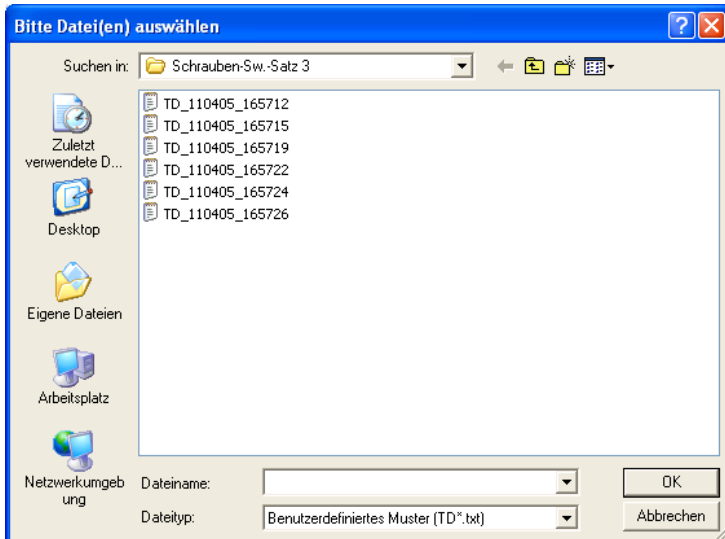 Bitte Datei(en) auswählen
Suchen in: Schrauben-Sw.-Satz 3
Zuletzt
verwendete D...
Desktop
Eigene Dateien
Arbeitsplatz
Netzwerkumgeb
ung
TD_110405_165712
TD_110405_165715
TD_110405_165719
TD_110405_165722
TD_110405_165724
TD_110405_165726
Dateiname: OK
Dateityp: Benutzerdefiniertes Muster (TD*.txt) Abbrechen